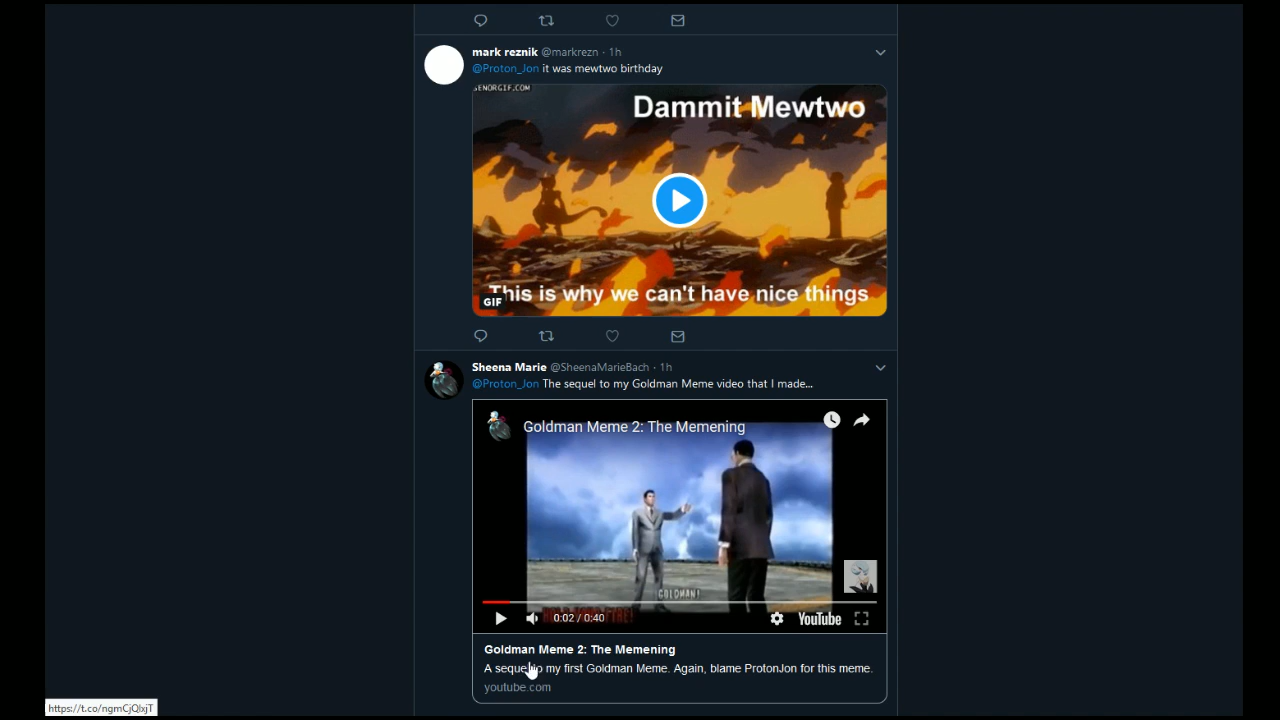 mark reznik @markrezn · 1h
@Proton_Jon it was mewtwo birthday
SENORGIF.COM
Dammit Mewtwo
This is why we can't have nice things
GIF
Sheena Marie @SheenaMarieBach · 1h
@Proton_Jon The sequel to my Goldman Meme video that I made...
Goldman Meme 2: The Memening
GOLDMAN!
0:02 / 0:40
YouTube
Goldman Meme 2: The Memening
A sequel to my first Goldman Meme. Again, blame ProtonJon for this meme.
youtube.com